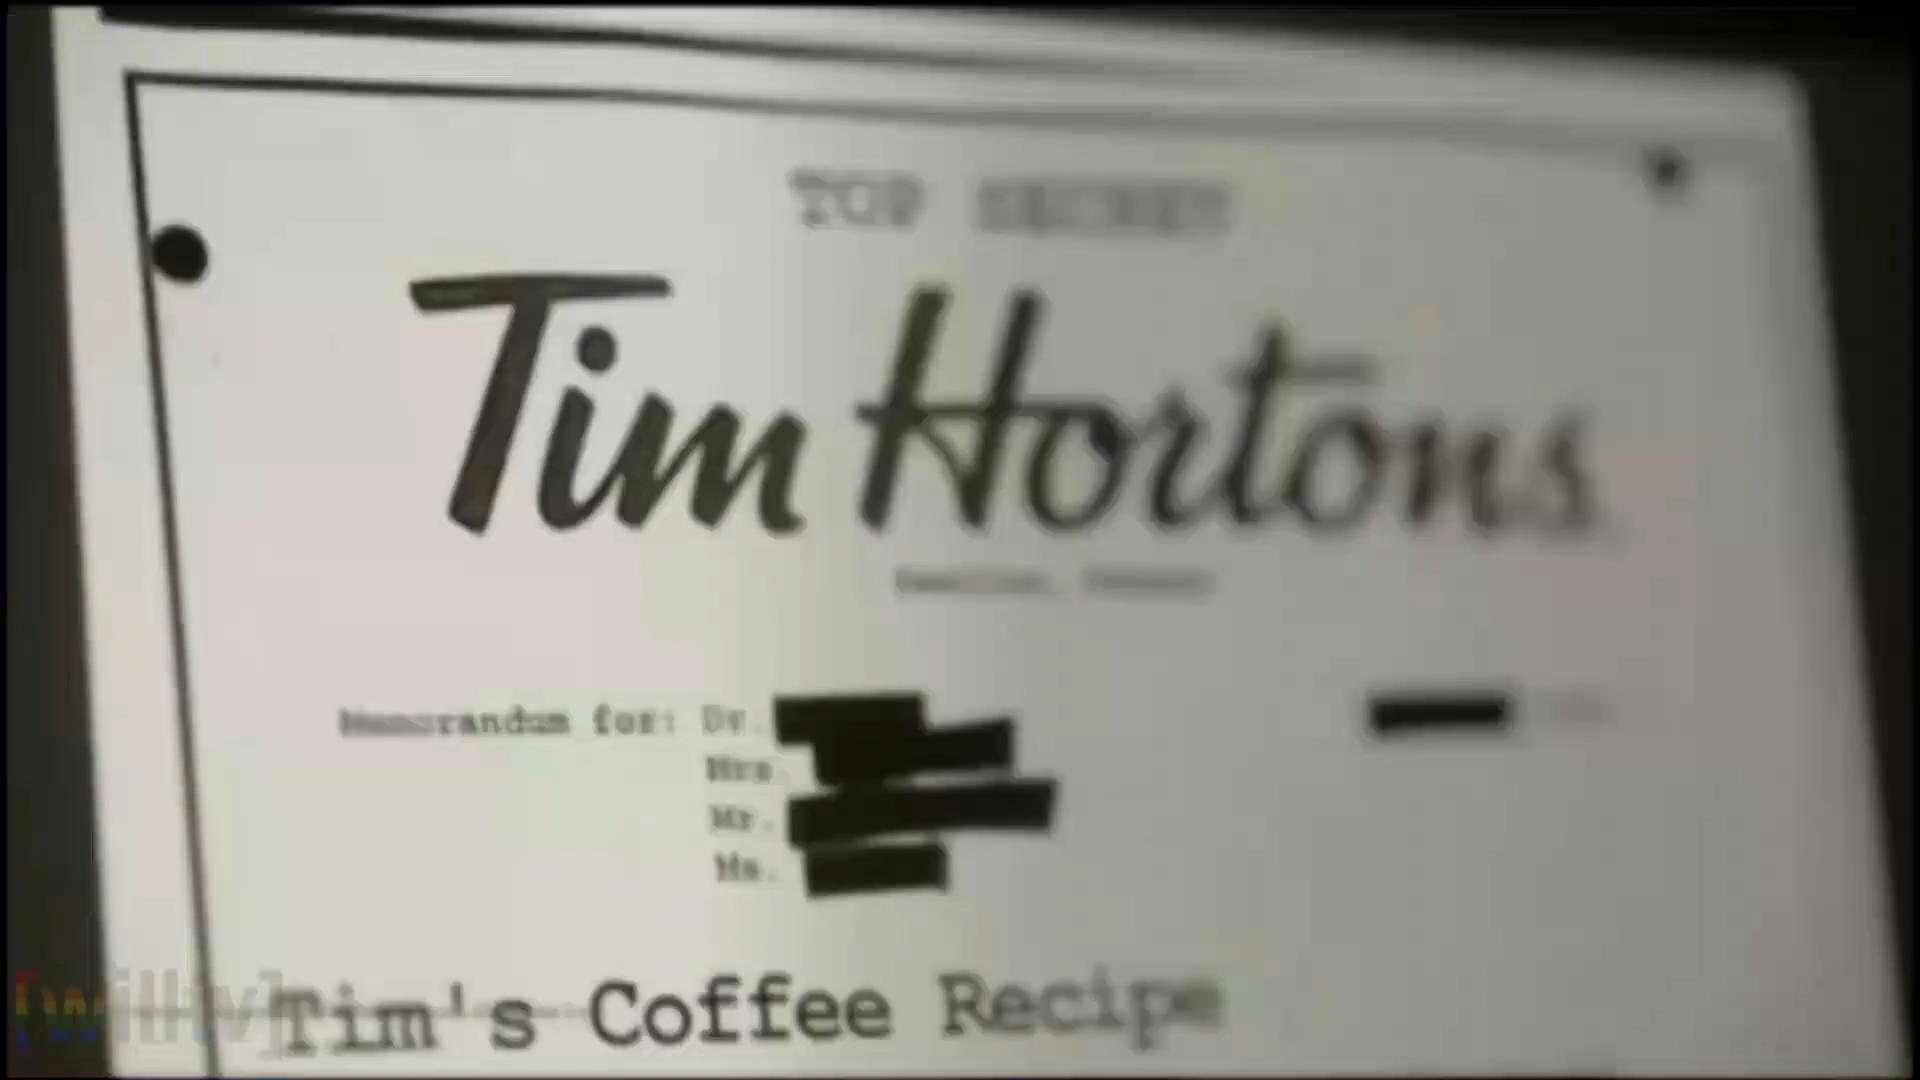 TOP SECRET
Tim Hortons
Memorandum for: Dr.
Mrs.
Mr.
Ms.
Tim's Coffee Recipe